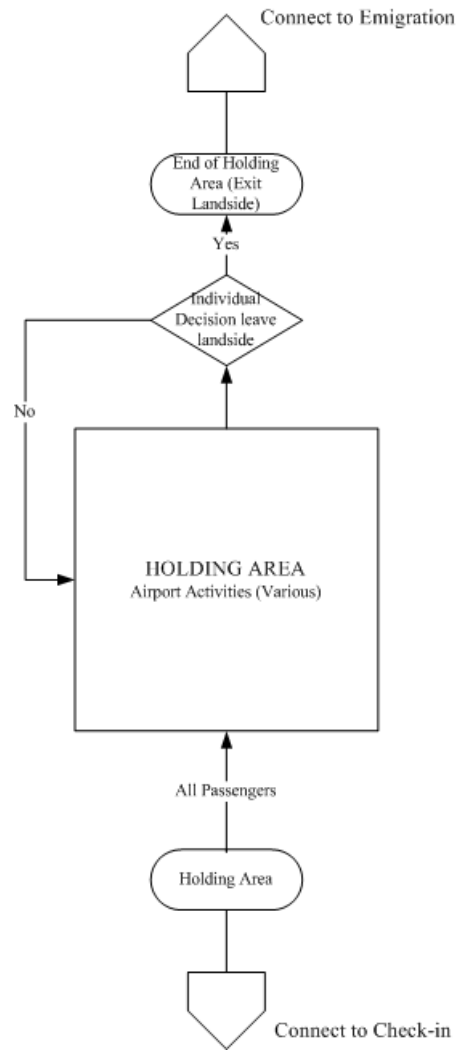 Connect to Emigration
End of Holding
Area (Exit
Landside)
Yes
Individual
Decision leave
landside
No
HOLDING AREA
Airport Activities (Various)
All Passengers
Holding Area
Connect to Check-in